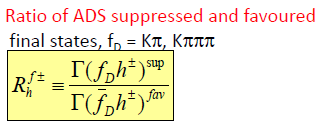 Ratio of ADS suppressed and favoured
final states, f_D = Kπ, Kπππ
R_h^{f±} ≡ Γ(f_D h^±)^{sup} / Γ(f̄_D h^±)^{fav}